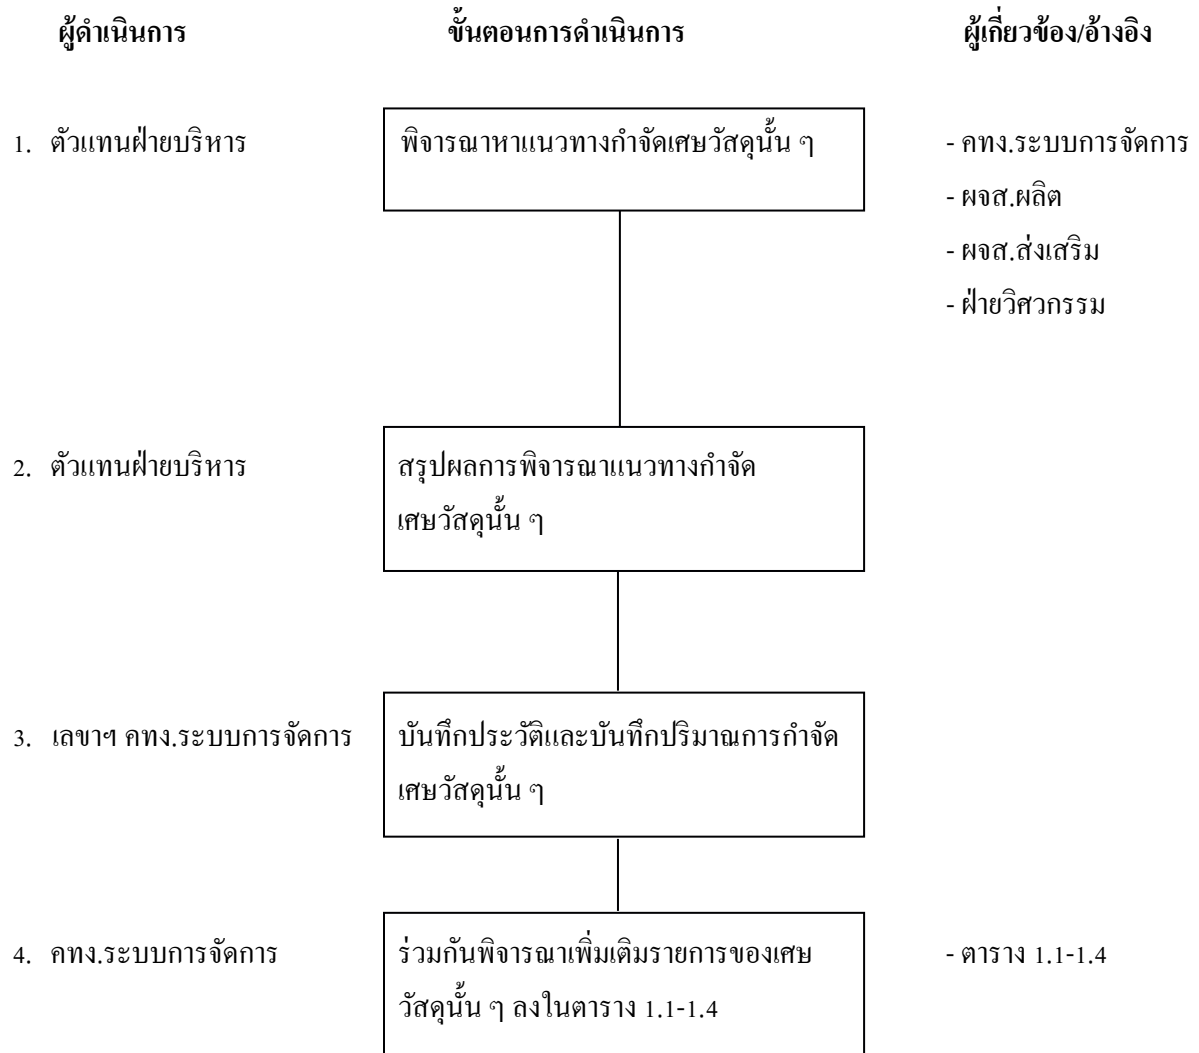 ผู้ดำเนินการ ขั้นตอนการดำเนินการ ผู้เกี่ยวข้อง/อ้างอิง
1. ตัวแทนฝ่ายบริหาร พิจารณาหาแนวทางกำจัดเศษวัสดุนั้น ๆ - คทง.ระบบการจัดการ
- ผจส.ผลิต
- ผจส.ส่งเสริม
- ฝ่ายวิศวกรรม
2. ตัวแทนฝ่ายบริหาร สรุปผลการพิจารณาแนวทางกำจัด
เศษวัสดุนั้น ๆ
3. เลขาฯ คทง.ระบบการจัดการ บันทึกประวัติและบันทึกปริมาณการกำจัด
เศษวัสดุนั้น ๆ
4. คทง.ระบบการจัดการ ร่วมกันพิจารณาเพิ่มเติมรายการของเศษ - ตาราง 1.1-1.4
วัสดุนั้น ๆ ลงในตาราง 1.1-1.4